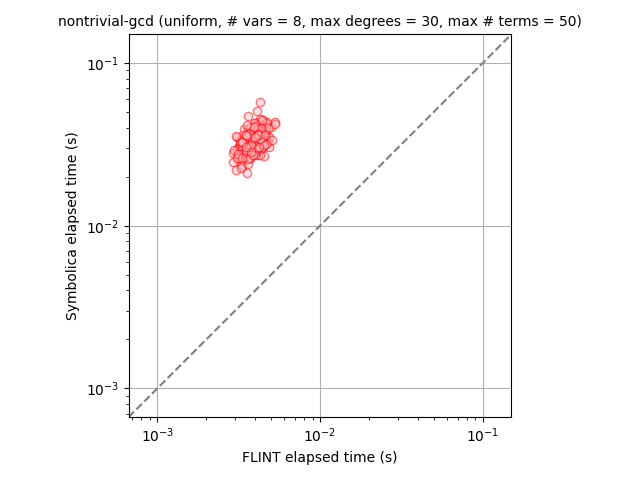 nontrivial-gcd (uniform, # vars = 8, max degrees = 30, max # terms = 50)
Symbolica elapsed time (s)
10⁻¹
10⁻²
10⁻³
10⁻³ 10⁻² 10⁻¹
FLINT elapsed time (s)